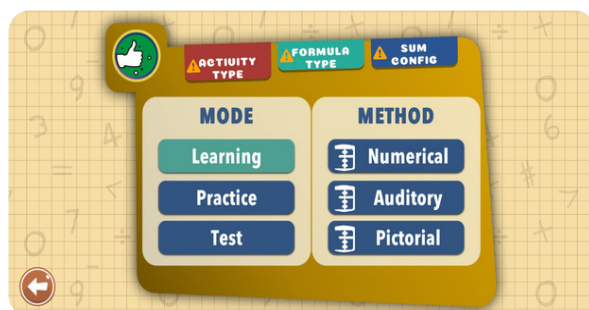 ACTIVITY
TYPE
FORMULA
TYPE
SUM
CONFIG
MODE
Learning
Practice
Test
METHOD
Numerical
Auditory
Pictorial